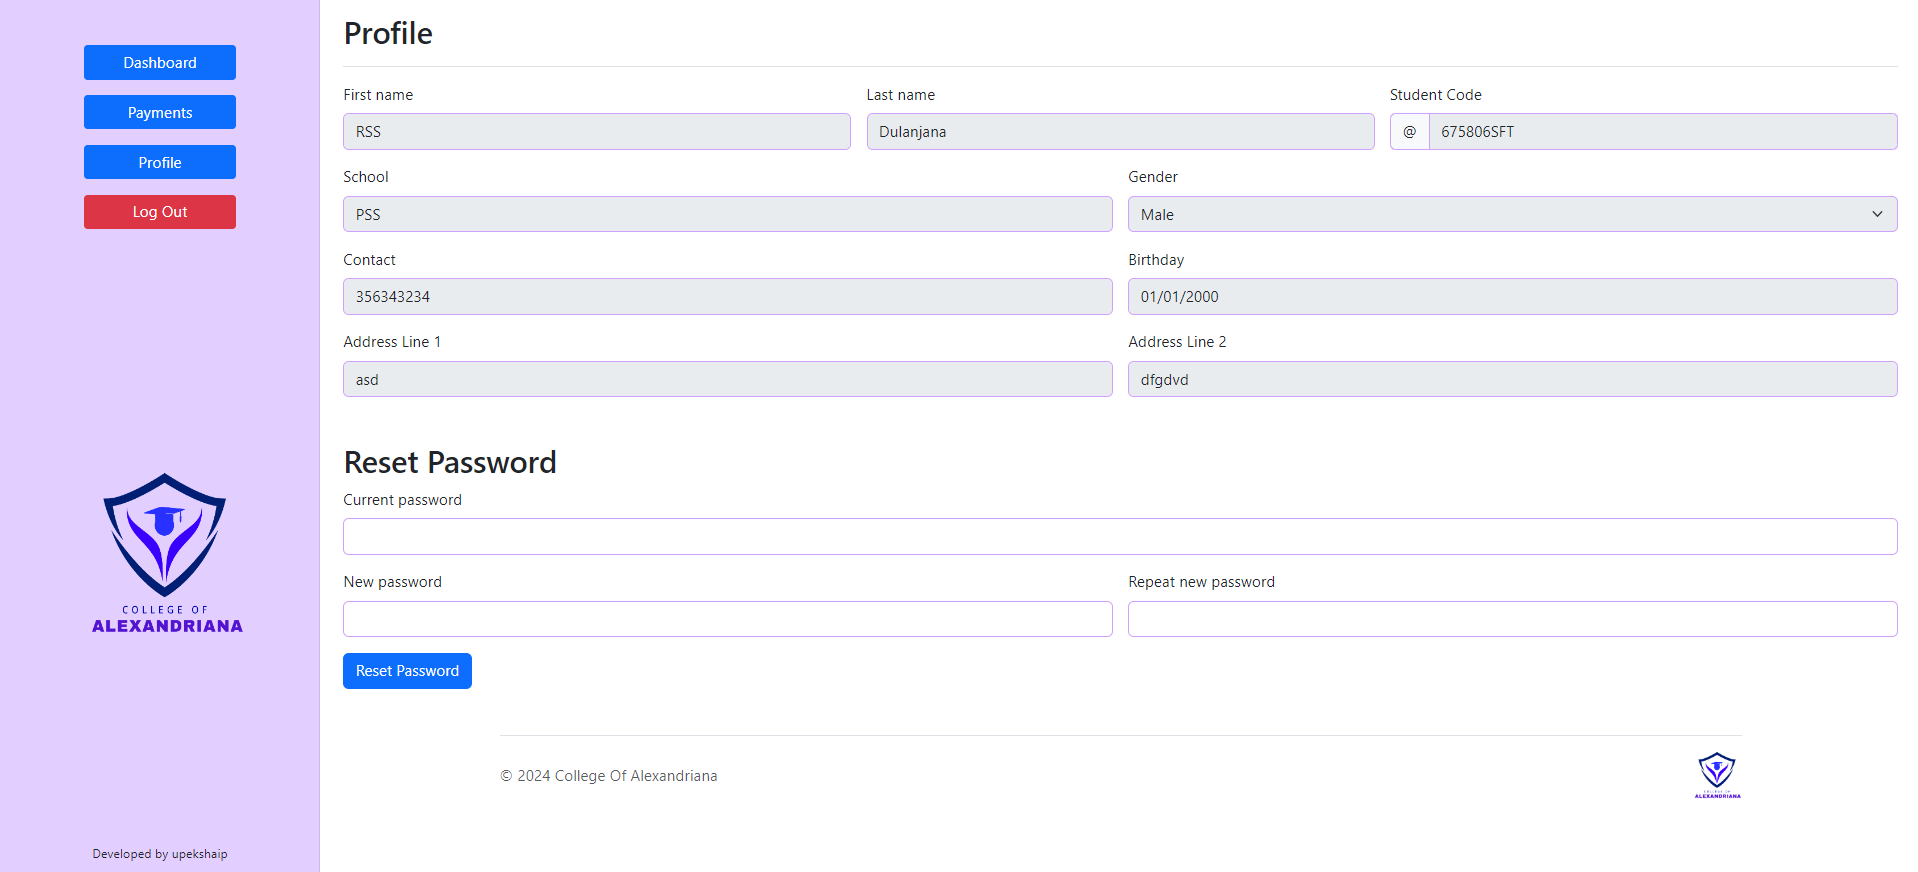 Dashboard
Payments
Profile
Log Out
COLLEGE OF
ALEXANDRIANA
Developed by upekshaip
Profile
First name
Last name
Student Code
RSS
Dulanjana
@ 675806SFT
School
Gender
PSS
Male
Contact
Birthday
356343234
01/01/2000
Address Line 1
Address Line 2
asd
dfgdvd
Reset Password
Current password
New password
Repeat new password
Reset Password
© 2024 College Of Alexandriana
COLLEGE OF
ALEXANDRIANA